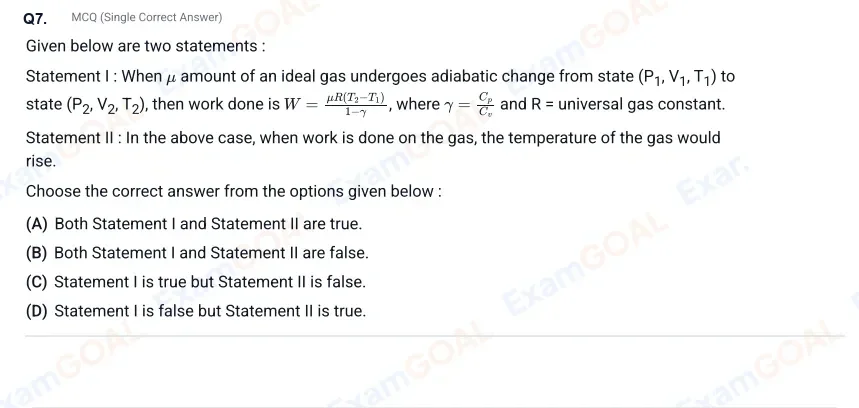 Q7. MCQ (Single Correct Answer)
Given below are two statements :
Statement I : When μ amount of an ideal gas undergoes adiabatic change from state (P₁, V₁, T₁) to
state (P₂, V₂, T₂), then work done is W = μR(T₂−T₁)/(1−γ), where γ = Cₚ/Cᵥ and R = universal gas constant.
Statement II : In the above case, when work is done on the gas, the temperature of the gas would
rise.
Choose the correct answer from the options given below :
(A) Both Statement I and Statement II are true.
(B) Both Statement I and Statement II are false.
(C) Statement I is true but Statement II is false.
(D) Statement I is false but Statement II is true.
ExamGOAL